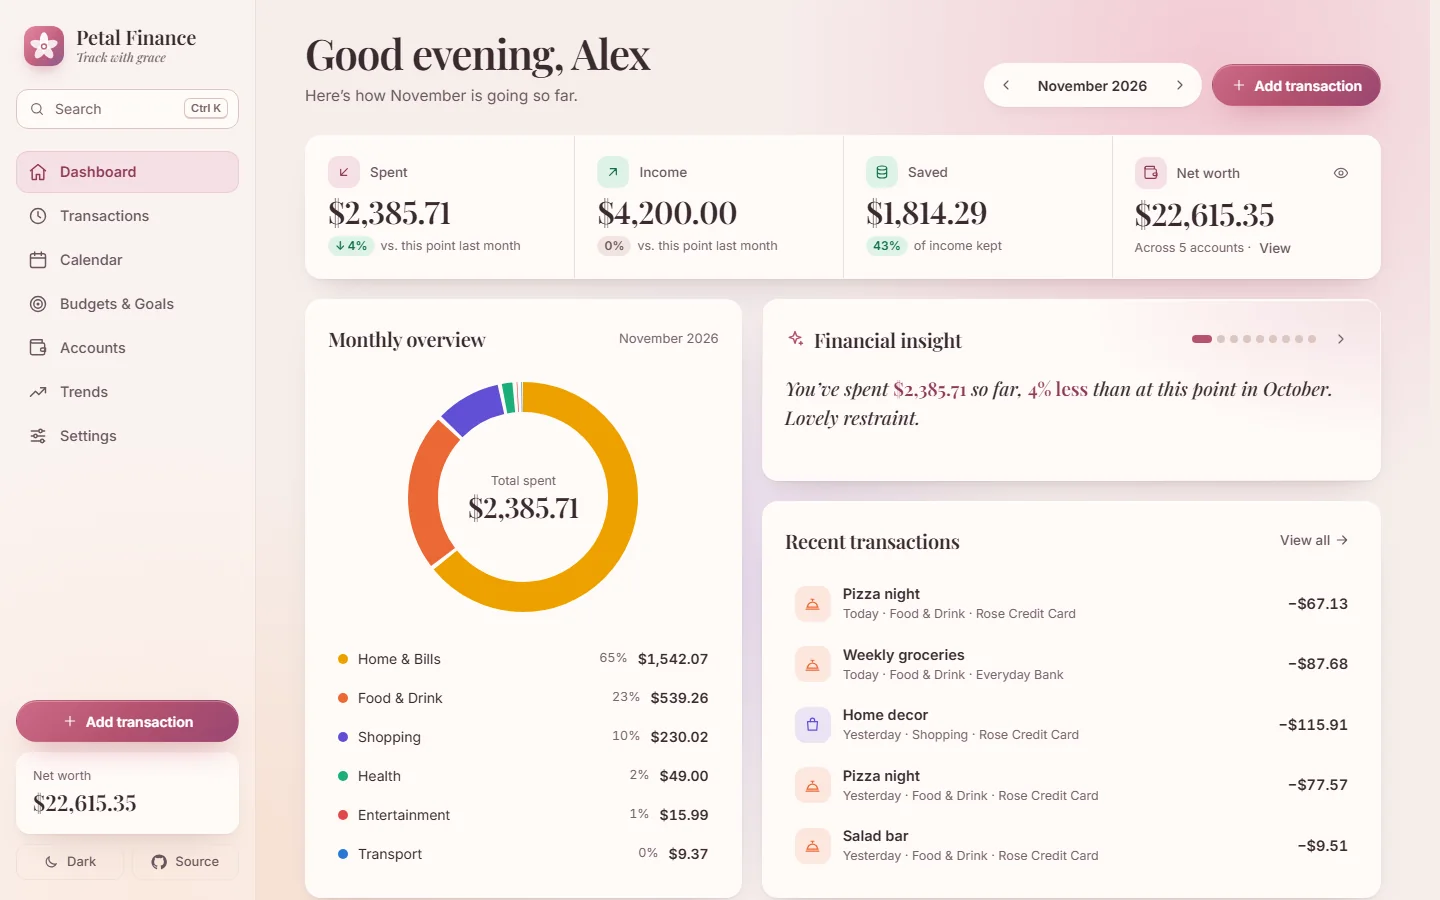 Petal Finance
Track with grace
Search
Ctrl K
Dashboard
Transactions
Calendar
Budgets & Goals
Accounts
Trends
Settings
+ Add transaction
Net worth
$22,615.35
Dark
Source
Good evening, Alex
Here's how November is going so far.
November 2026
+ Add transaction
Spent
$2,385.71
↓ 4% vs. this point last month
Income
$4,200.00
0% vs. this point last month
Saved
$1,814.29
43% of income kept
Net worth
$22,615.35
Across 5 accounts · View
Monthly overview
November 2026
Total spent
$2,385.71
Home & Bills 65% $1,542.07
Food & Drink 23% $539.26
Shopping 10% $230.02
Health 2% $49.00
Entertainment 1% $15.99
Transport 0% $9.37
Financial insight
You've spent $2,385.71 so far, 4% less than at this point in October.
Lovely restraint.
Recent transactions
View all →
Pizza night
Today · Food & Drink · Rose Credit Card
−$67.13
Weekly groceries
Today · Food & Drink · Everyday Bank
−$87.68
Home decor
Yesterday · Shopping · Rose Credit Card
−$115.91
Pizza night
Yesterday · Food & Drink · Rose Credit Card
−$77.57
Salad bar
Yesterday · Food & Drink · Rose Credit Card
−$9.51